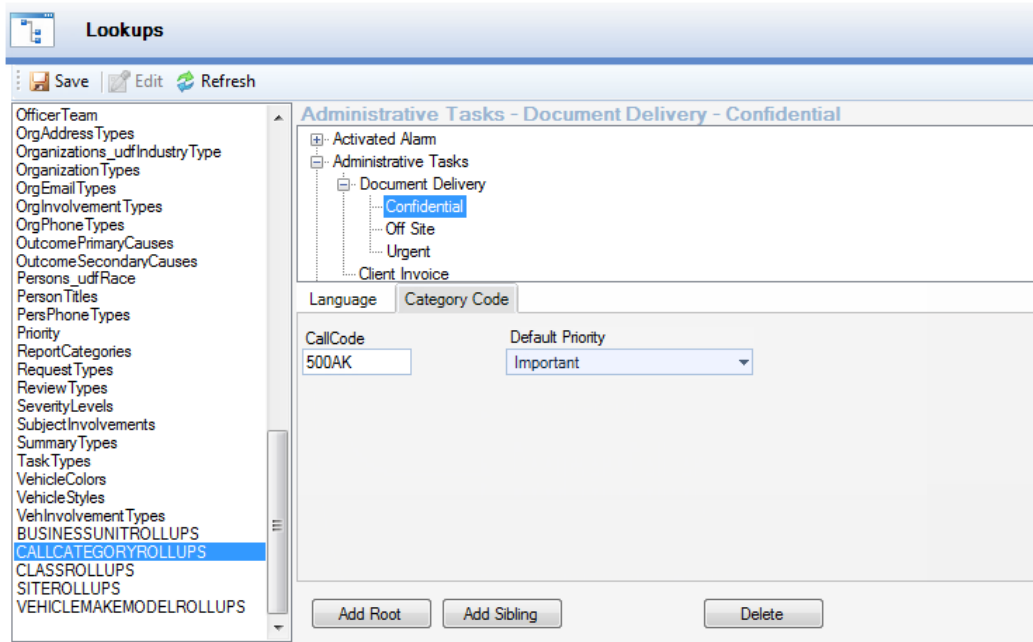 Lookups
Save Edit Refresh
OfficerTeam
OrgAddressTypes
Organizations_udfIndustryType
OrganizationTypes
OrgEmailTypes
OrgInvolvementTypes
OrgPhoneTypes
OutcomePrimaryCauses
OutcomeSecondaryCauses
Persons_udfRace
PersonTitles
PersPhoneTypes
Priority
ReportCategories
RequestTypes
ReviewTypes
SeverityLevels
SubjectInvolvements
SummaryTypes
TaskTypes
VehicleColors
VehicleStyles
VehInvolvementTypes
BUSINESSUNITROLLUPS
CALLCATEGORYROLLUPS
CLASSROLLUPS
SITEROLLUPS
VEHICLEMAKEMODELROLLUPS
Administrative Tasks - Document Delivery - Confidential
Activated Alarm
Administrative Tasks
Document Delivery
Confidential
Off Site
Urgent
Client Invoice
Language Category Code
CallCode Default Priority
500AK Important
Add Root Add Sibling Delete